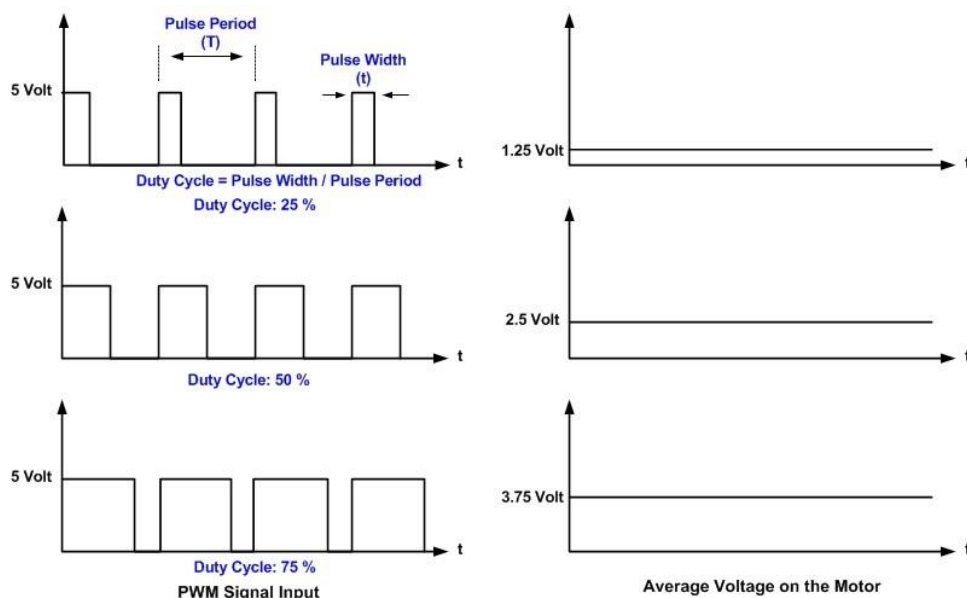 Pulse Period
(T)
Pulse Width
(t)
5 Volt
t
Duty Cycle = Pulse Width / Pulse Period
Duty Cycle: 25 %
1.25 Volt
t
5 Volt
t
Duty Cycle: 50 %
2.5 Volt
t
5 Volt
t
Duty Cycle: 75 %
PWM Signal Input
3.75 Volt
t
Average Voltage on the Motor